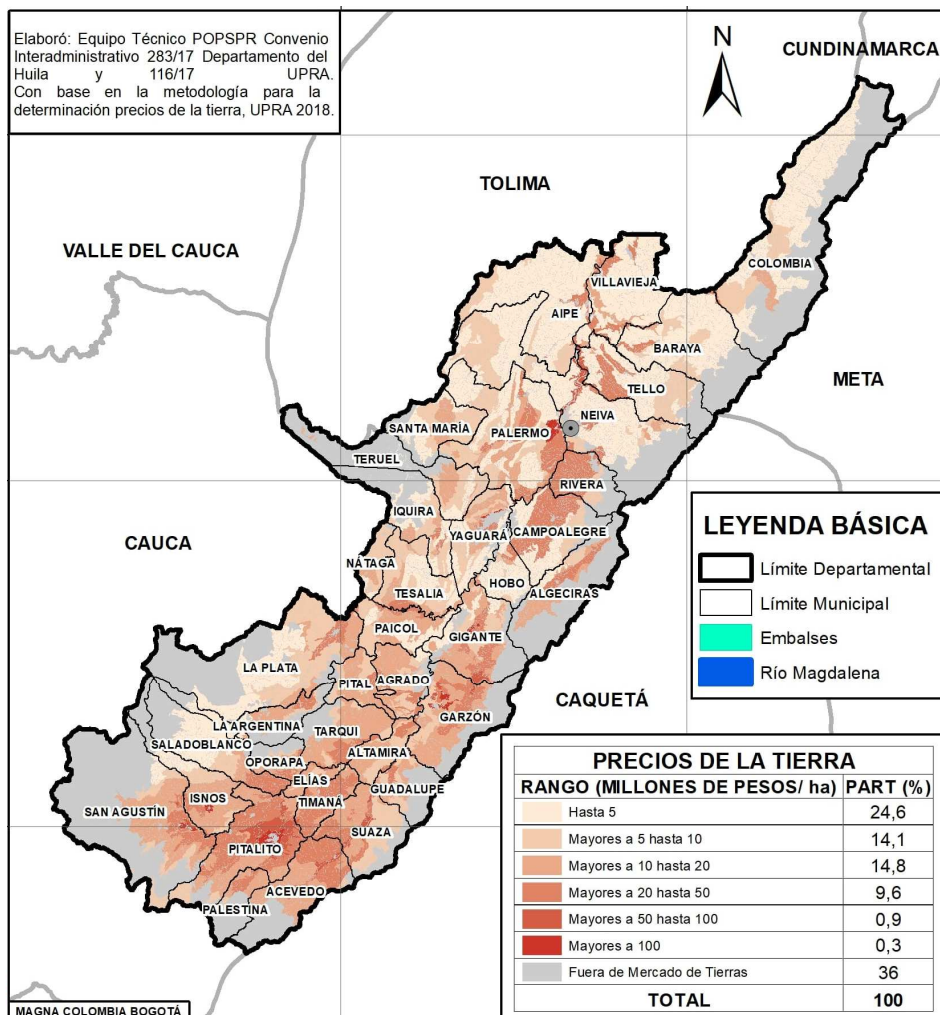 Elaboró: Equipo Técnico POPSPR Convenio
Interadministrativo 283/17 Departamento del
Huila y 116/17 UPRA.
Con base en la metodología para la
determinación precios de la tierra, UPRA 2018.
N
CUNDINAMARCA
TOLIMA
VALLE DEL CAUCA
COLOMBIA
VILLAVIEJA
AIPE
BARAYA
META
TELLO
NEIVA
SANTA MARÍA
PALERMO
TERUEL
RIVERA
IQUIRA
CAUCA
YAGUARÁ
CAMPOALEGRE
NÁTAGA
HOBO
ALGECIRAS
TESALIA
PAICOL
GIGANTE
LA PLATA
PITAL
AGRADO
CAQUETÁ
GARZÓN
LA ARGENTINA
TARQUI
SALADOBLANCO
ALTAMIRA
OPORAPA
ELÍAS
GUADALUPE
ISNOS
TIMANÁ
SAN AGUSTÍN
SUAZA
PITALITO
ACEVEDO
PALESTINA
LEYENDA BÁSICA
Límite Departamental
Límite Municipal
Embalses
Río Magdalena
PRECIOS DE LA TIERRA
RANGO (MILLONES DE PESOS/ ha) PART (%)
Hasta 5 24,6
Mayores a 5 hasta 10 14,1
Mayores a 10 hasta 20 14,8
Mayores a 20 hasta 50 9,6
Mayores a 50 hasta 100 0,9
Mayores a 100 0,3
Fuera de Mercado de Tierras 36
TOTAL 100
MAGNA COLOMBIA BOGOTÁ